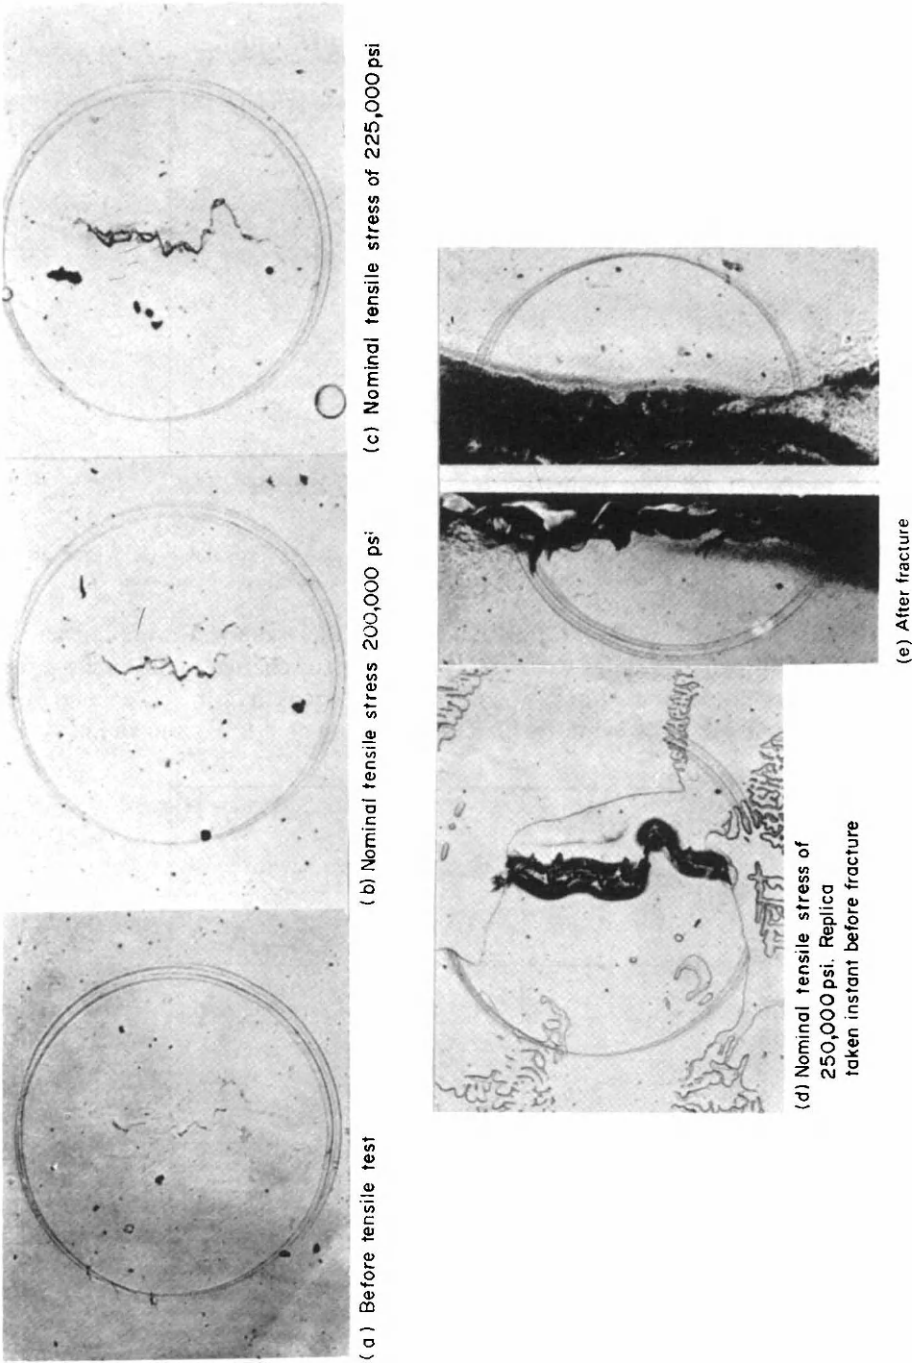 (a) Before tensile test
(b) Nominal tensile stress 200,000 psi
(c) Nominal tensile stress of 225,000 psi
(d) Nominal tensile stress of
250,000 psi. Replica
taken instant before fracture
(e) After fracture